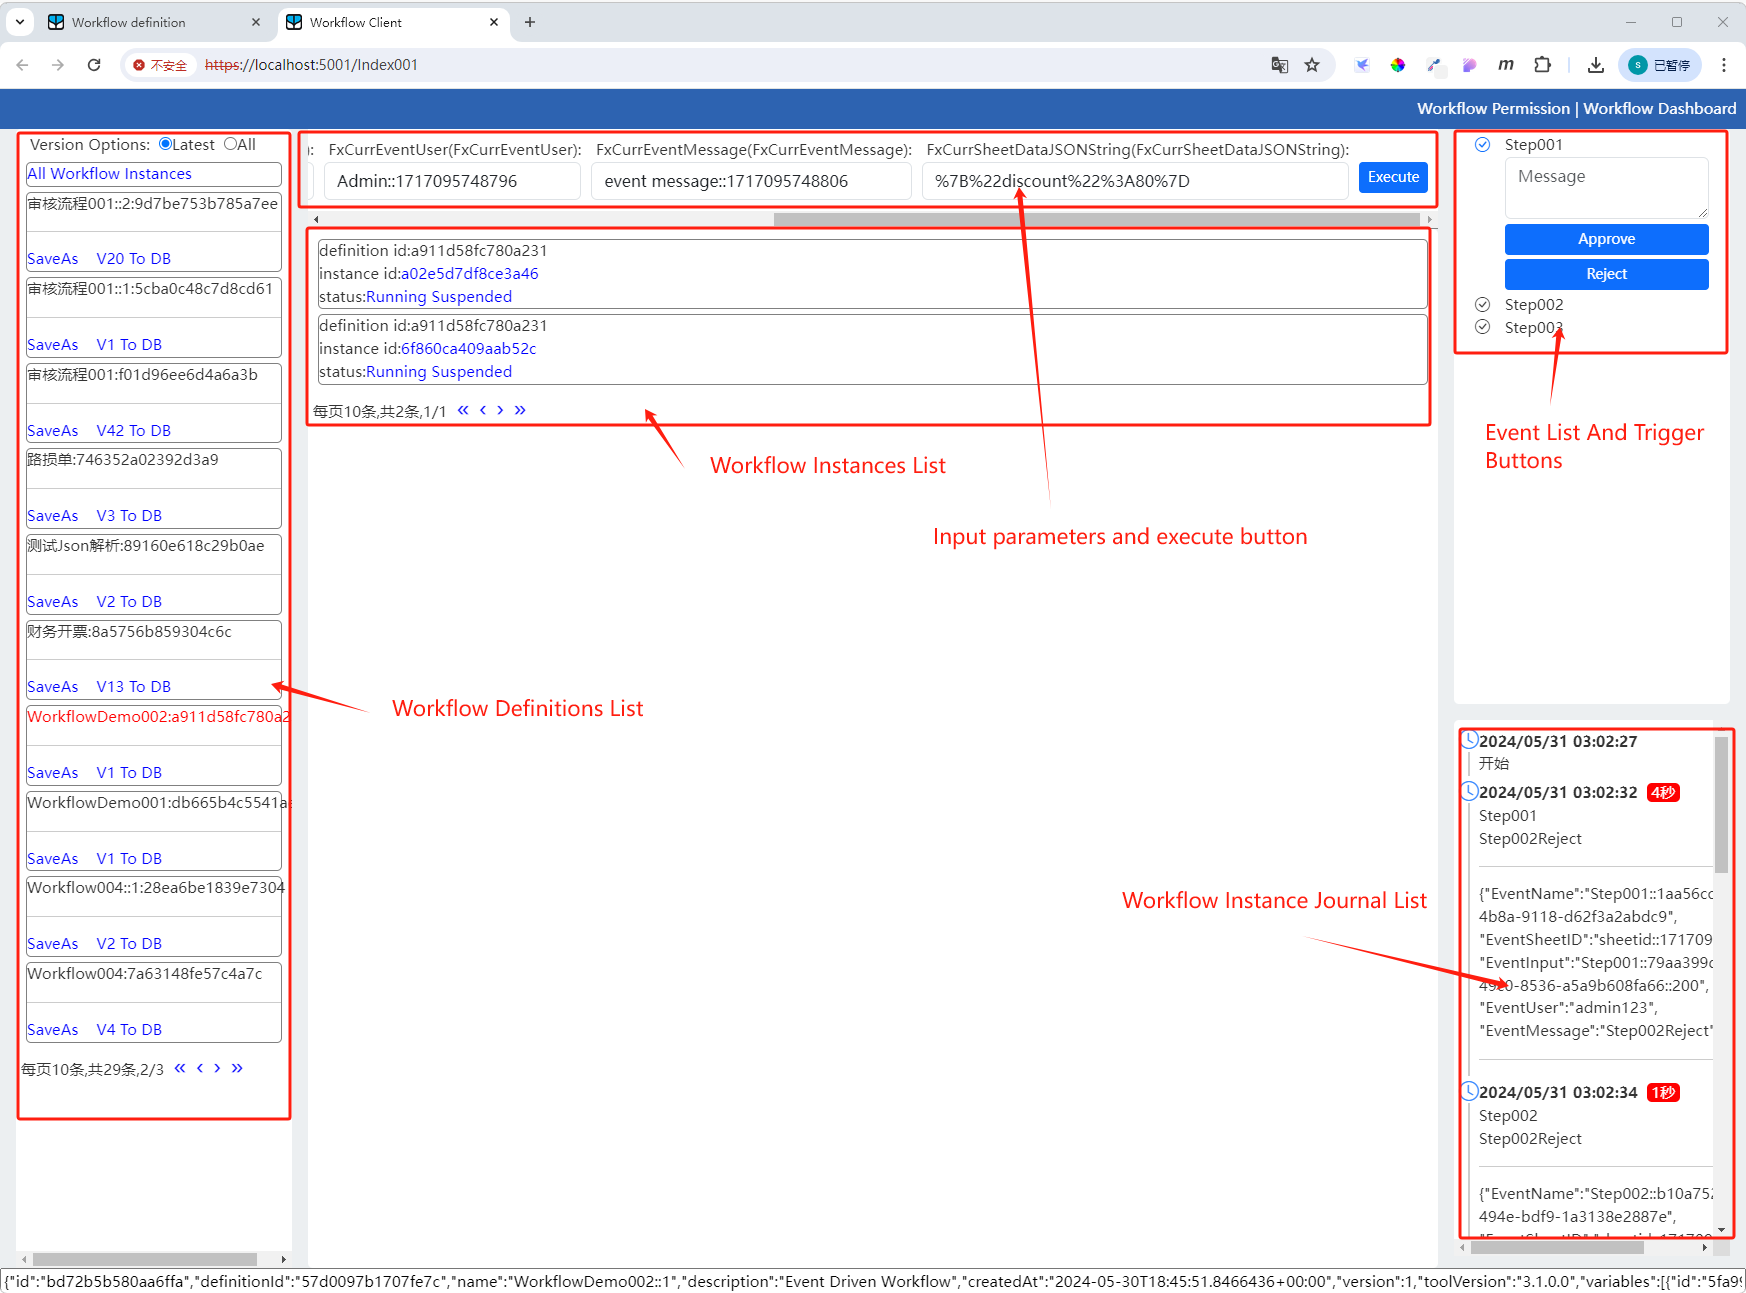 Workflow definition
Workflow Client
不安全
https://localhost:5001/Index001
m
S
已暂停
Workflow Permission | Workflow Dashboard
Version Options: Latest All
All Workflow Instances
审核流程001::2:9d7be753b785a7ee
SaveAs V20 To DB
审核流程001::1:5cba0c48c7d8cd61
SaveAs V1 To DB
审核流程001:f01d96ee6d4a6a3b
SaveAs V42 To DB
路损单:746352a02392d3a9
SaveAs V3 To DB
测试Json解析:89160e618c29b0ae
SaveAs V2 To DB
财务开票:8a5756b859304c6c
SaveAs V13 To DB
WorkflowDemo002:a911d58fc780a2
SaveAs V1 To DB
WorkflowDemo001:db665b4c5541a
SaveAs V1 To DB
Workflow004::1:28ea6be1839e7304
SaveAs V2 To DB
Workflow004:7a63148fe57c4a7c
SaveAs V4 To DB
每页10条,共29条,2/3 « ‹ › »
Workflow Definitions List
FxCurrEventUser(FxCurrEventUser):
Admin::1717095748796
FxCurrEventMessage(FxCurrEventMessage):
event message::1717095748806
FxCurrSheetDataJSONString(FxCurrSheetDataJSONString):
%7B%22discount%22%3A80%7D
Execute
definition id:a911d58fc780a231
instance id:a02e5d7df8ce3a46
status:Running Suspended
definition id:a911d58fc780a231
instance id:6f860ca409aab52c
status:Running Suspended
每页10条,共2条,1/1 « ‹ › »
Workflow Instances List
Input parameters and execute button
Step001
Message
Approve
Reject
Step002
Step003
Event List And Trigger
Buttons
Workflow Instance Journal List
2024/05/31 03:02:27
开始
2024/05/31 03:02:32 4秒
Step001
Step002Reject
{"EventName":"Step001::1aa56cc
4b8a-9118-d62f3a2abdc9",
"EventSheetID":"sheetid::171709
"EventInput":"Step001::79aa399c
-8536-a5a9b608fa66::200",
"EventUser":"admin123",
"EventMessage":"Step002Reject"
2024/05/31 03:02:34 1秒
Step002
Step002Reject
{"EventName":"Step002::b10a752
494e-bdf9-1a3138e2887e",
{"id":"bd72b5b580aa6ffa","definitionId":"57d0097b1707fe7c","name":"WorkflowDemo002::1","description":"Event Driven Workflow","createdAt":"2024-05-30T18:45:51.8466436+00:00","version":1,"toolVersion":"3.1.0.0","variables":[{"id":"5fa99